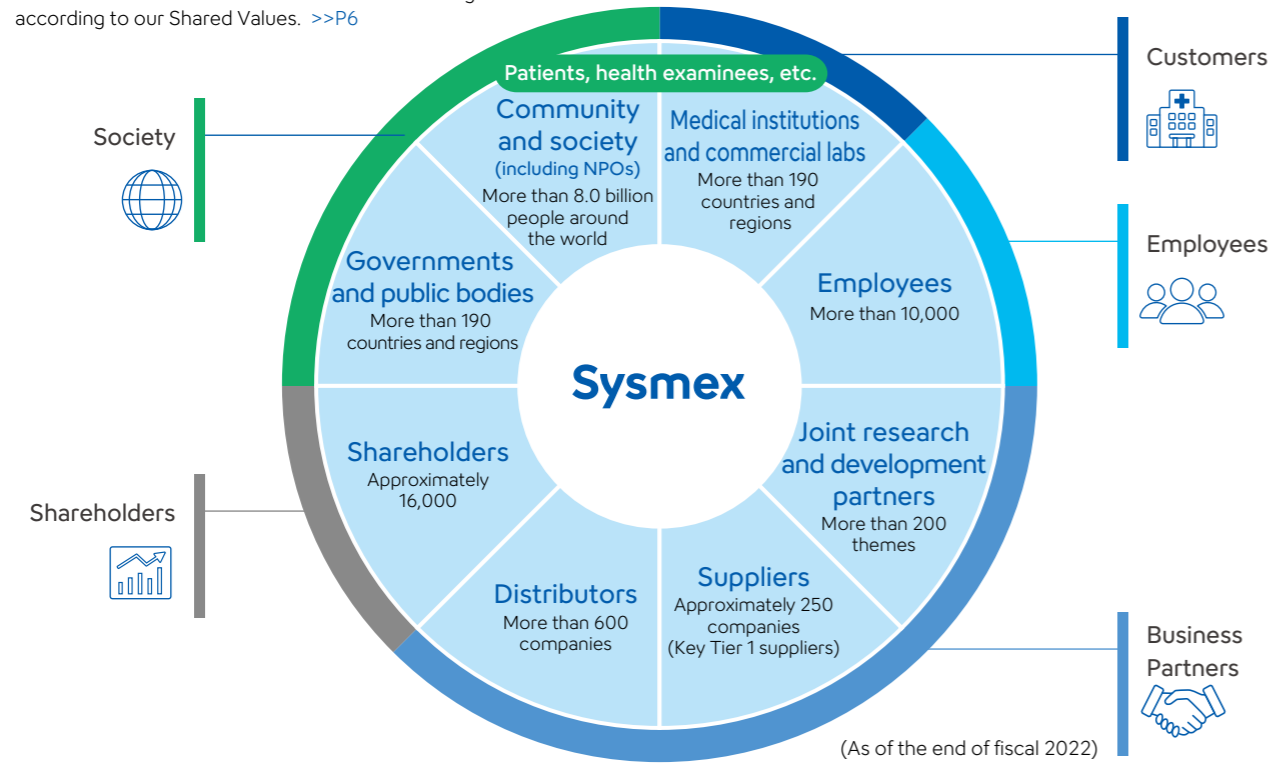 according to our Shared Values. >>P6
Patients, health examinees, etc.
Community
and society
(including NPOs)
More than 8.0 billion
people around
the world
Medical institutions
and commercial labs
More than 190
countries and
regions
Customers
Society
Employees
Governments
and public bodies
More than 190
countries and regions
Employees
More than 10,000
Sysmex
Shareholders
Approximately
16,000
Joint research
and development
partners
More than 200
themes
Shareholders
Distributors
More than 600
companies
Suppliers
Approximately 250
companies
(Key Tier 1 suppliers)
Business
Partners
(As of the end of fiscal 2022)